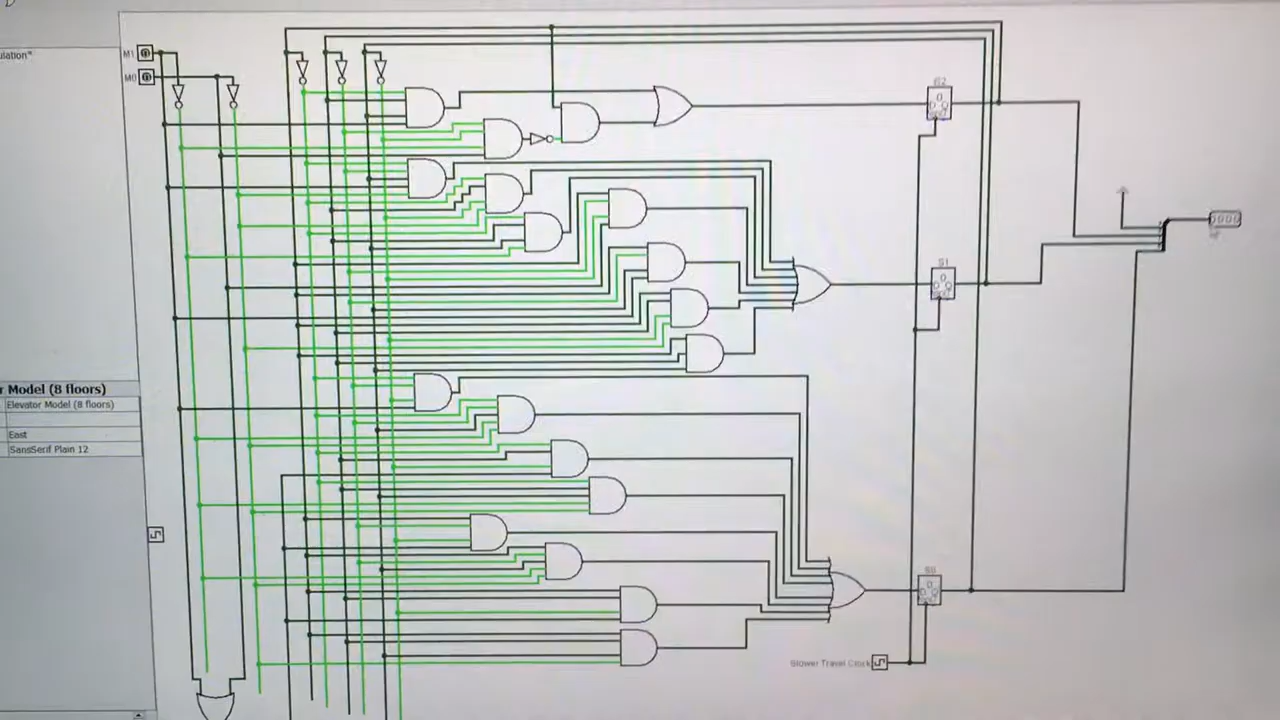 ulation*
M1
M0
S2
S1
r Model (8 floors)
Elevator Model (8 floors)
East
SansSerif Plain 12
S0
Slower Travel Clock